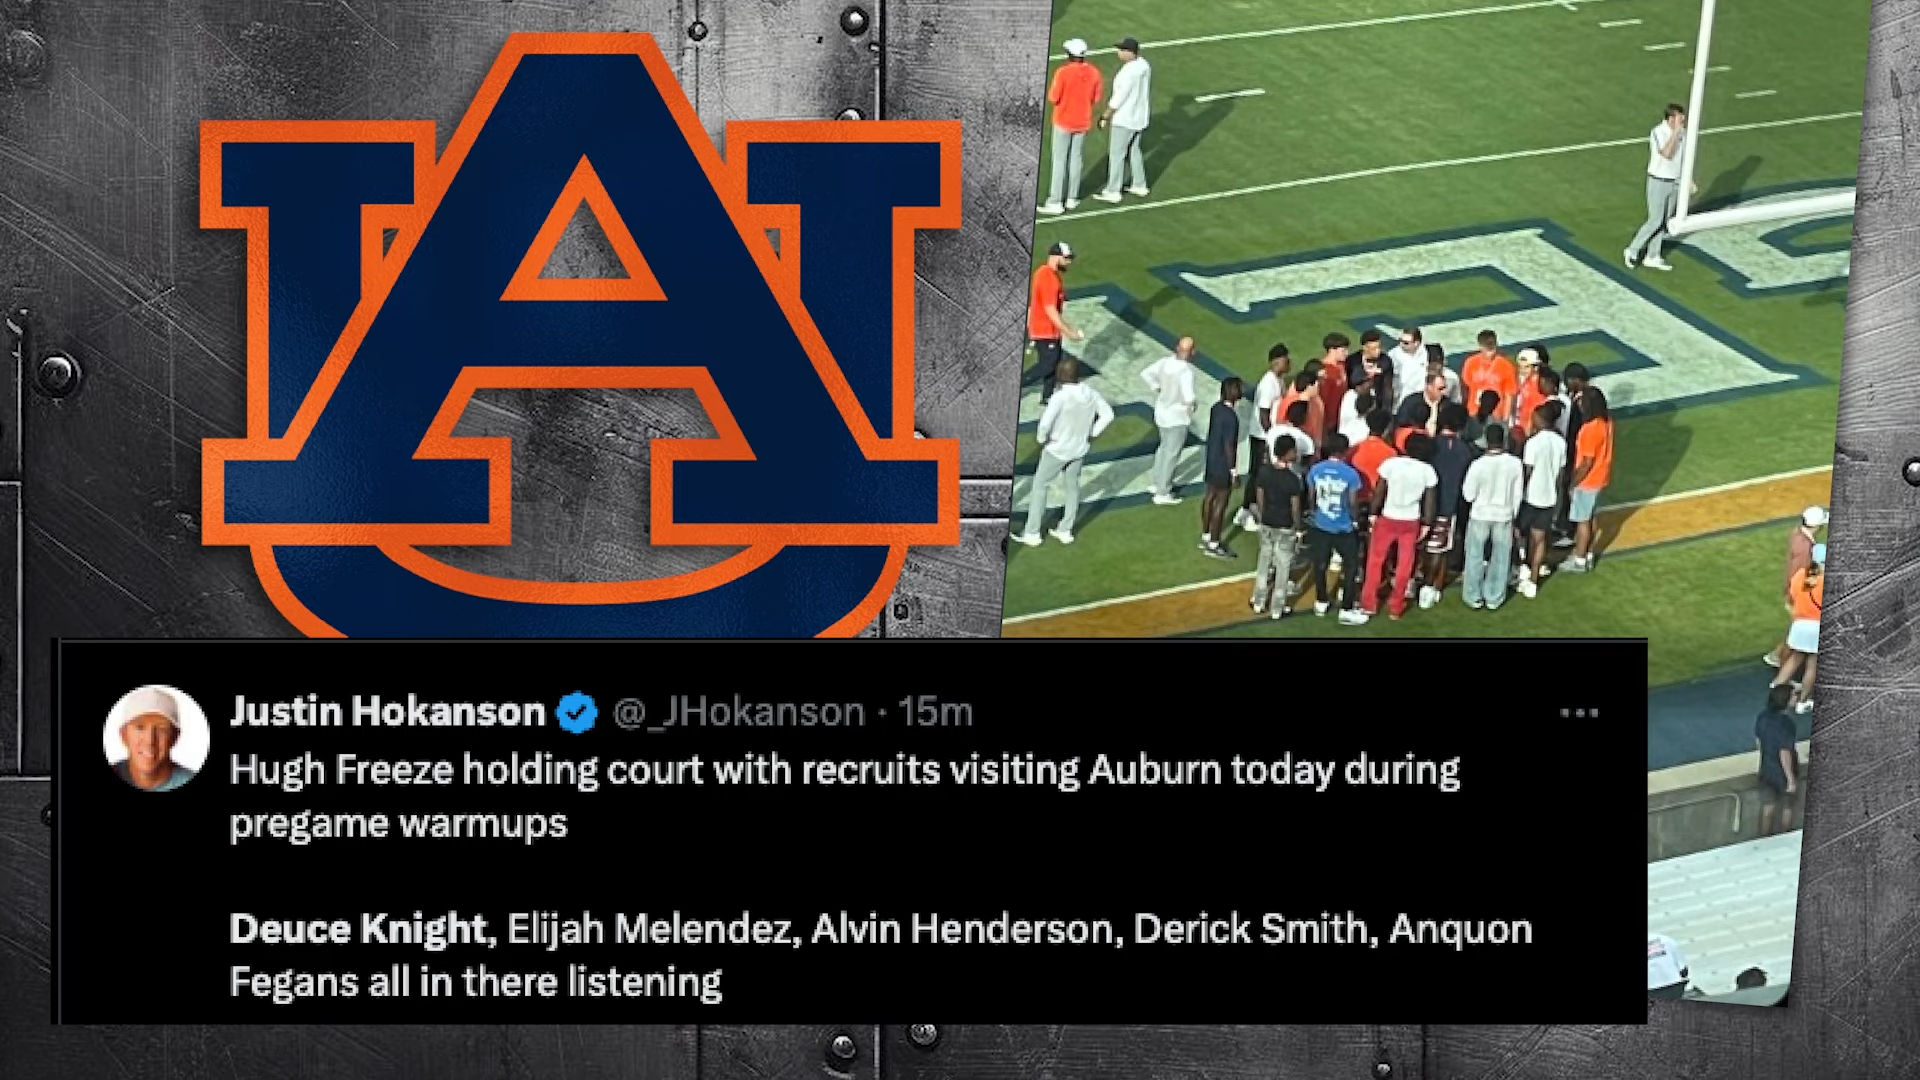 AU
Justin Hokanson @_JHokanson · 15m
Hugh Freeze holding court with recruits visiting Auburn today during
pregame warmups
Deuce Knight, Elijah Melendez, Alvin Henderson, Derick Smith, Anquon
Fegans all in there listening